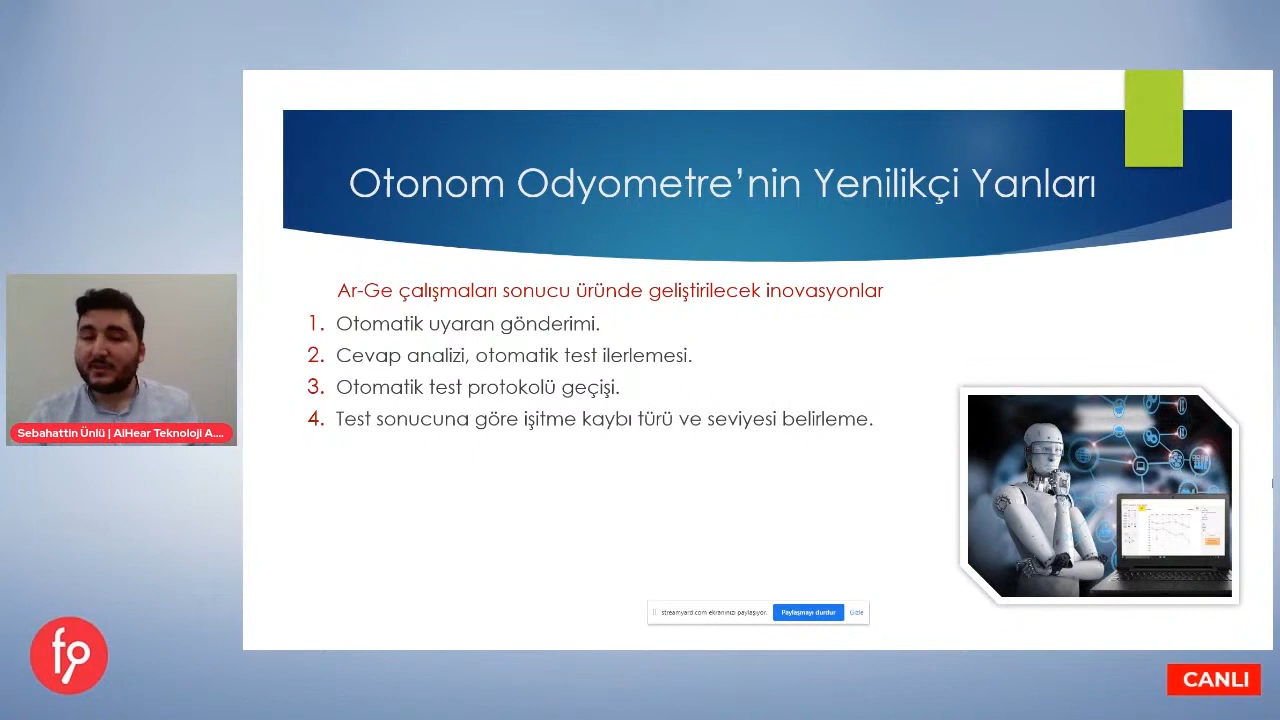 Otonom Odyometre’nin Yenilikçi Yanları
Ar-Ge çalışmaları sonucu üründe geliştirilecek inovasyonlar
1. Otomatik uyaran gönderimi.
2. Cevap analizi, otomatik test ilerlemesi.
3. Otomatik test protokolü geçişi.
4. Test sonucuna göre işitme kaybı türü ve seviyesi belirleme.
Sebahattin Ünlü | AiHear Teknoloji A....
streamyard.com ekranınızı paylaşıyor. Paylaşmayı durdur Gizle
fp
CANLI